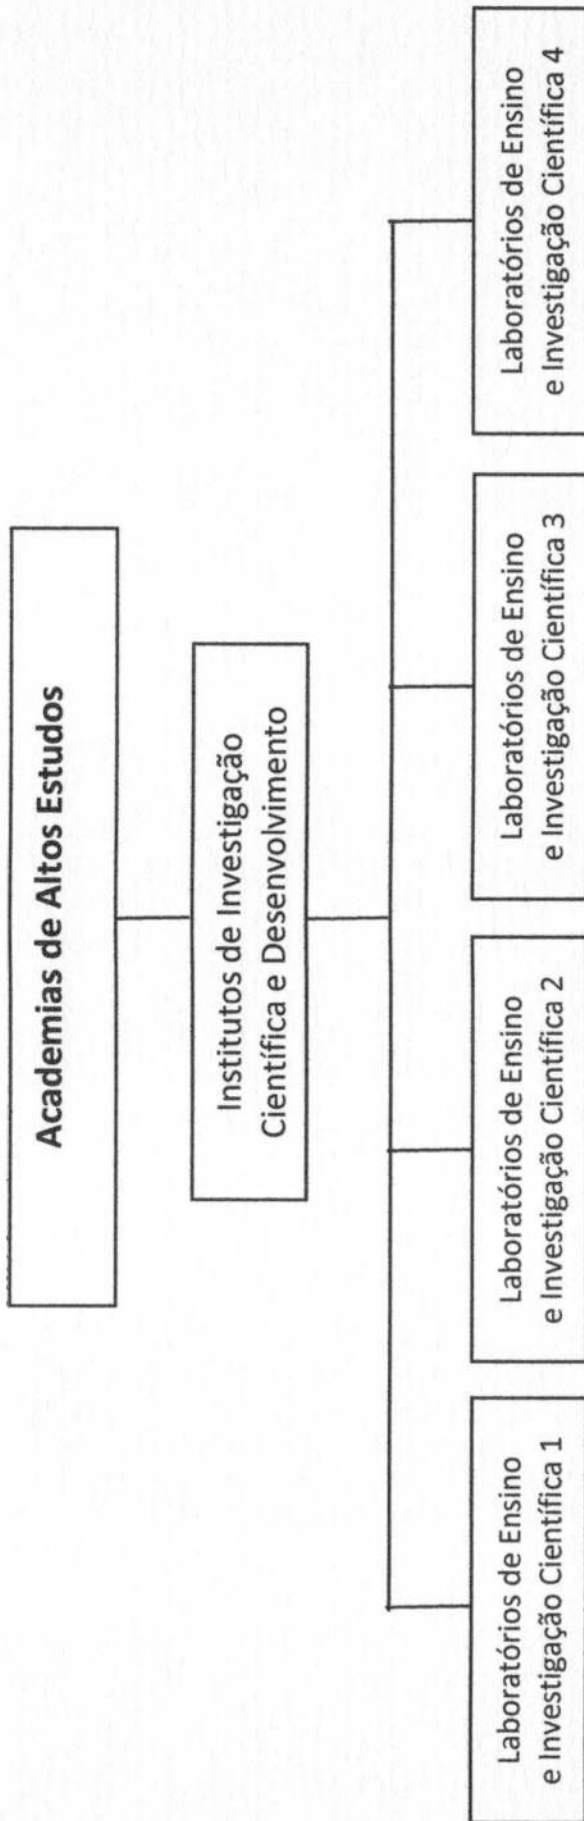 Academias de Altos Estudos
Institutos de Investigação
Científica e Desenvolvimento
Laboratórios de Ensino
e Investigação Científica 1
Laboratórios de Ensino
e Investigação Científica 2
Laboratórios de Ensino
e Investigação Científica 3
Laboratórios de Ensino
e Investigação Científica 4